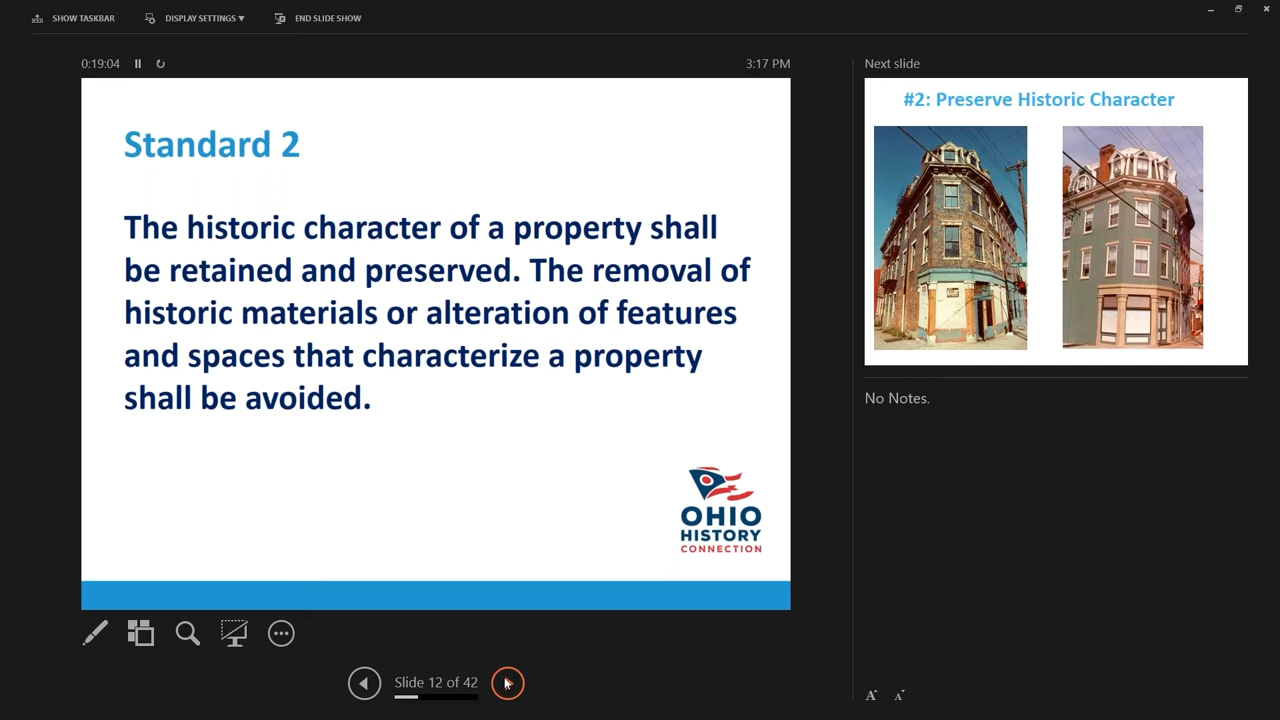 SHOW TASKBAR
DISPLAY SETTINGS ▼
END SLIDE SHOW
0:19:04
3:17 PM
Standard 2
The historic character of a property shall
be retained and preserved. The removal of
historic materials or alteration of features
and spaces that characterize a property
shall be avoided.
OHIO
HISTORY
CONNECTION
Slide 12 of 42
Next slide
#2: Preserve Historic Character
No Notes.
A
A